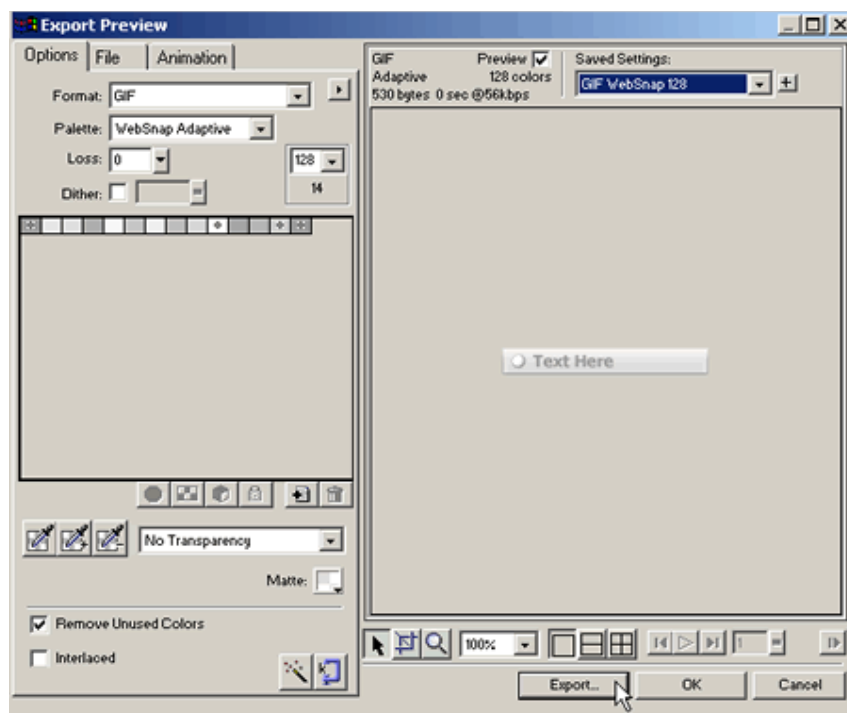 Export Preview
Options File Animation
Format: GIF
Palette: WebSnap Adaptive
Loss: 0
128
Dither:
14
No Transparency
Matte:
Remove Unused Colors
Interlaced
GIF Preview
Adaptive 128 colors
530 bytes 0 sec @56kbps
Saved Settings:
GIF WebSnap 128
Text Here
100%
1
Export... OK Cancel